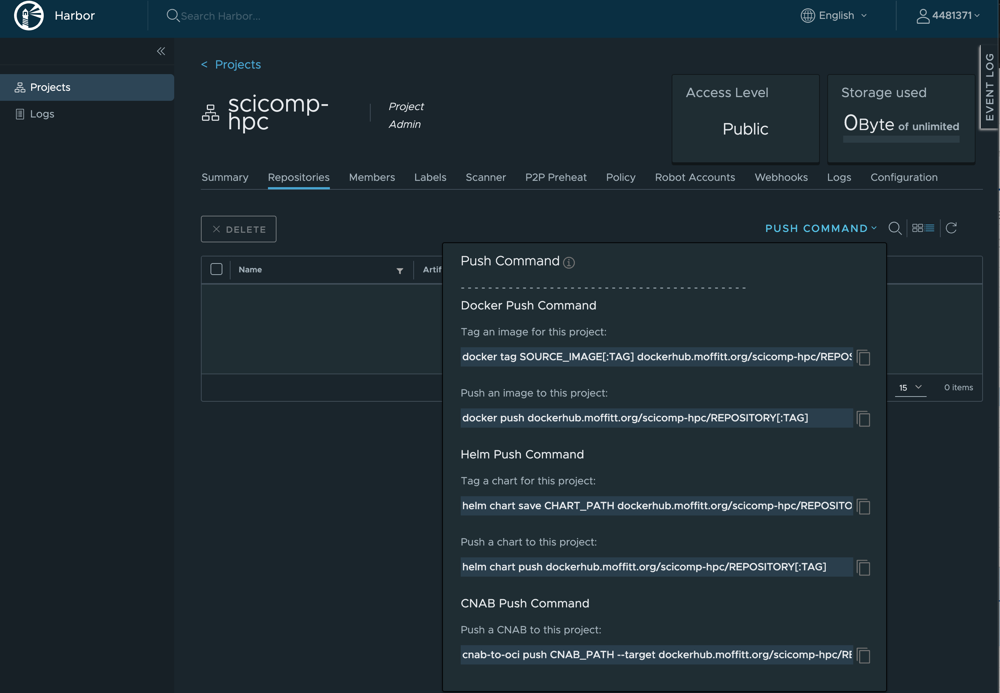 Harbor
Search Harbor...
English
4481371
EVENT LOG
Projects
Logs
< Projects
scicomp-
hpc
Project
Admin
Access Level
Public
Storage used
0Byte of unlimited
Summary Repositories Members Labels Scanner P2P Preheat Policy Robot Accounts Webhooks Logs Configuration
DELETE
PUSH COMMAND
Name
Artif
Push Command
Docker Push Command
Tag an image for this project:
docker tag SOURCE_IMAGE[:TAG] dockerhub.moffitt.org/scicomp-hpc/REPOS
Push an image to this project:
docker push dockerhub.moffitt.org/scicomp-hpc/REPOSITORY[:TAG]
Helm Push Command
Tag a chart for this project:
helm chart save CHART_PATH dockerhub.moffitt.org/scicomp-hpc/REPOSITO
Push a chart to this project:
helm chart push dockerhub.moffitt.org/scicomp-hpc/REPOSITORY[:TAG]
CNAB Push Command
Push a CNAB to this project:
cnab-to-oci push CNAB_PATH --target dockerhub.moffitt.org/scicomp-hpc/RE
15
0 items